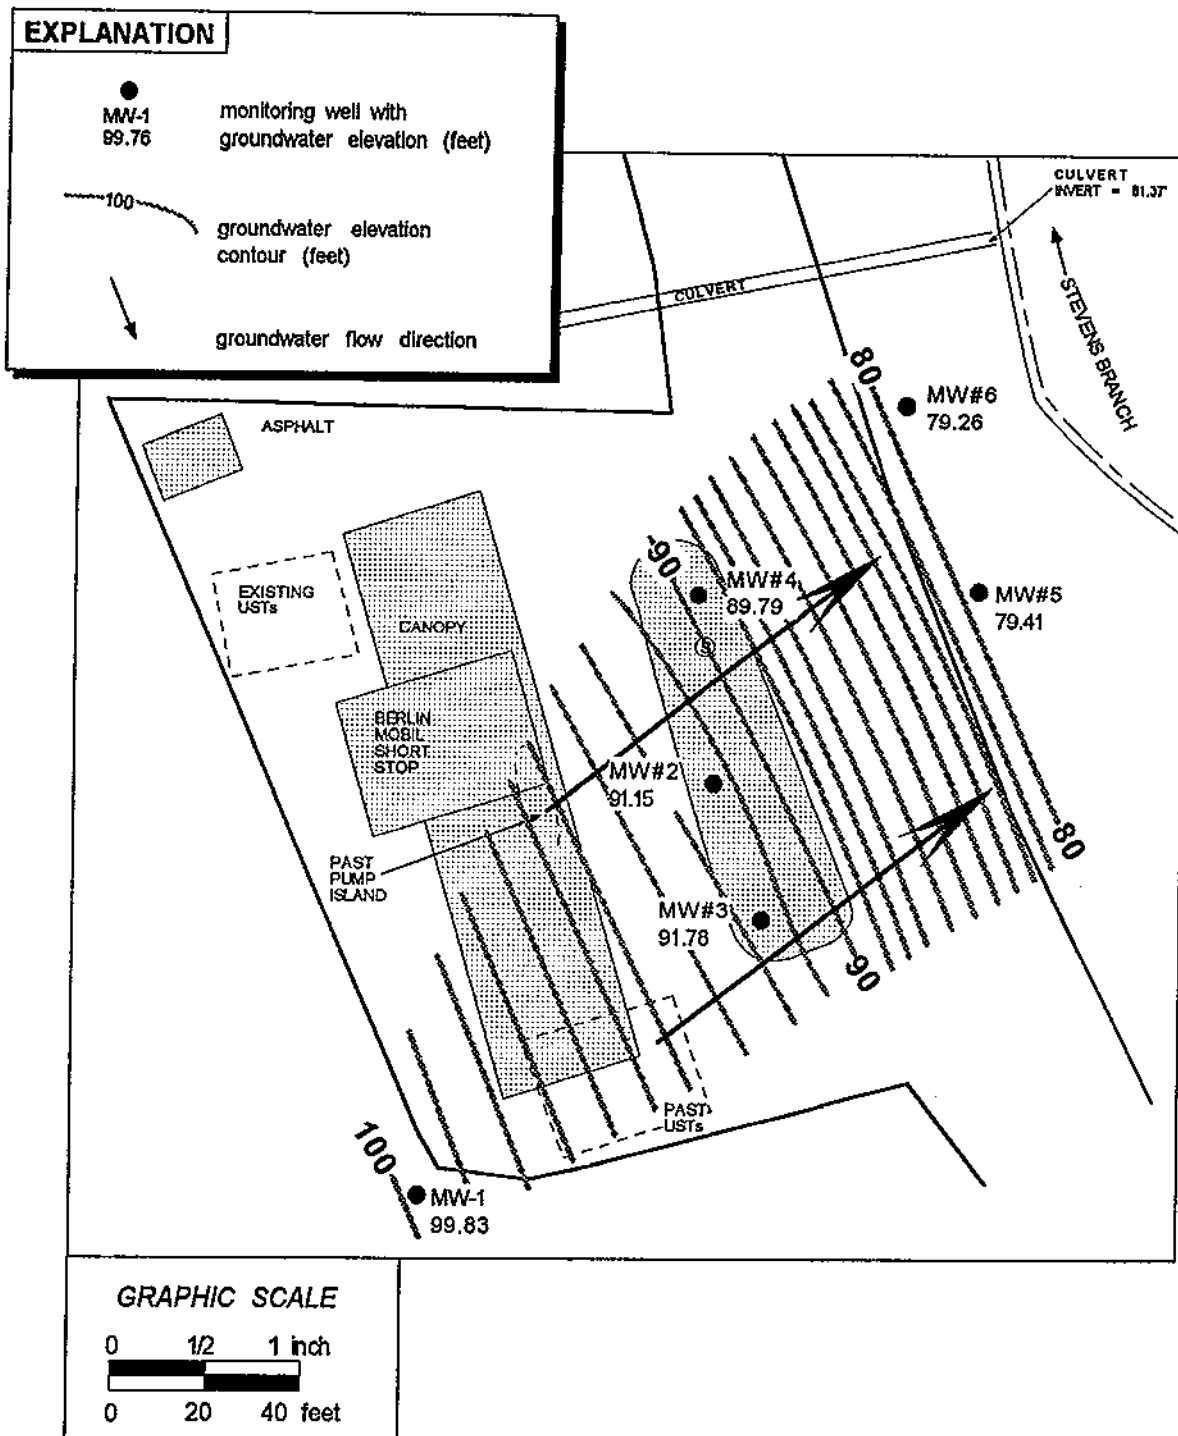 EXPLANATION
MW-1
99.76
monitoring well with
groundwater elevation (feet)
100
groundwater elevation
contour (feet)
groundwater flow direction
CULVERT
INVERT = 81.37'
CULVERT
STEVENS BRANCH
80
MW#6
79.26
ASPHALT
90
MW#4
89.79
EXISTING
USTs
MW#5
79.41
CANOPY
S
BERLIN
MOBIL
SHORT
STOP
MW#2
91.15
80
PAST
PUMP
ISLAND
MW#3
91.78
90
PAST
USTs
100
MW-1
99.83
GRAPHIC SCALE
0 1/2 1 inch
0 20 40 feet